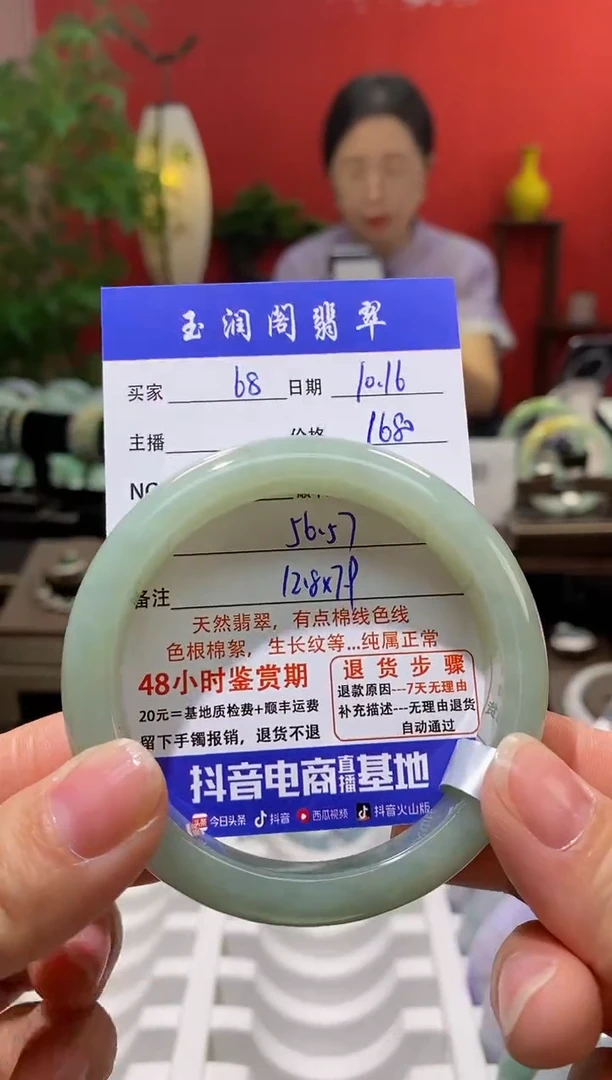 玉润阁翡翠
买家 68 日期 10.16
主播 价格 1680
56.57
备注 12.8x7.9
天然翡翠，有点棉线色线
色根棉絮，生长纹等...纯属正常
48小时鉴赏期
20元=基地质检费+顺丰运费
留下手镯报销，退货不退
退货步骤
退款原因---7天无理由
补充描述---无理由退货
自动通过
抖音电商直播基地
头条 今日头条 抖音 西瓜视频 抖音火山版